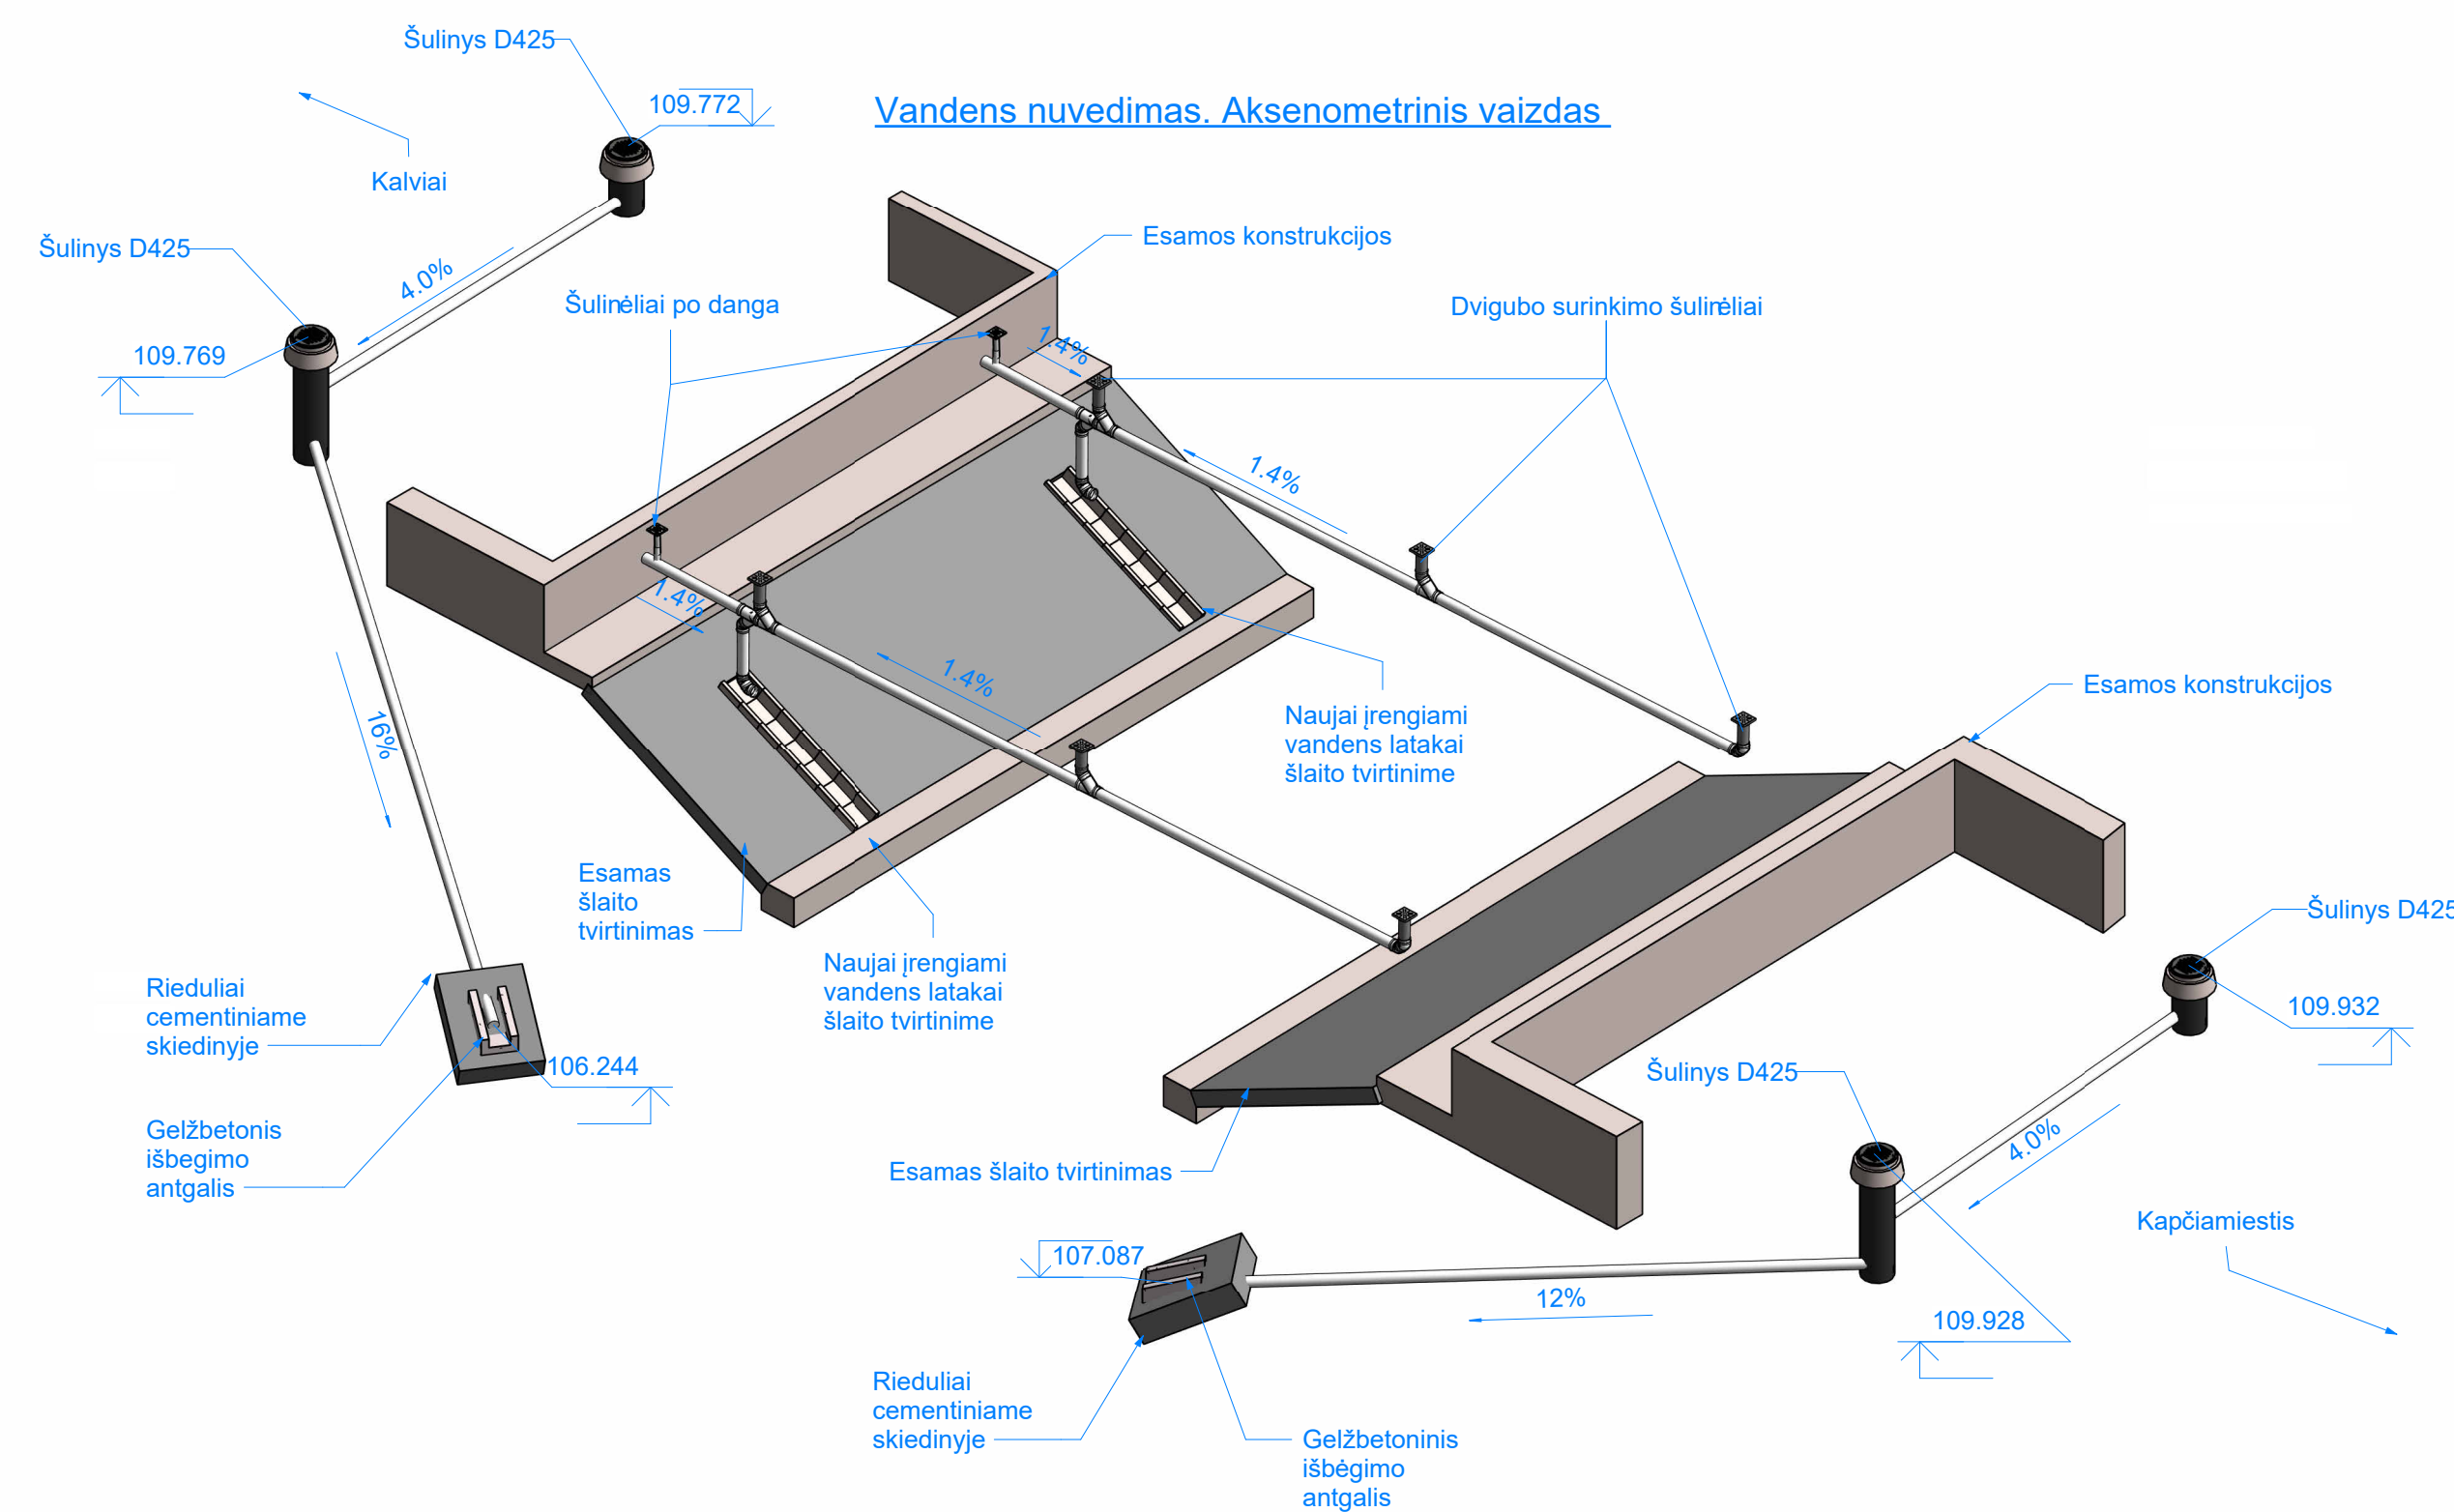 Šulinys D425
109.772
Vandens nuvedimas. Aksenometrinis vaizdas
Kalviai
Šulinys D425
4.0%
109.769
Esamos konstrukcijos
Šulinėliai po danga
Dvigubo surinkimo šulinėliai
1.4%
1.4%
1.4%
1.4%
16%
Naujai įrengiami
vandens latakai
šlaito tvirtinime
Esamos konstrukcijos
Esamas
šlaito
tvirtinimas
Naujai įrengiami
vandens latakai
šlaito tvirtinime
Rieduliai
cementiniame
skiedinyje
106.244
Gelžbetonis
išbegimo
antgalis
Šulinys D425
109.932
Šulinys D425
4.0%
Esamas šlaito tvirtinimas
Kapčiamiestis
107.087
12%
109.928
Rieduliai
cementiniame
skiedinyje
Gelžbetoninis
išbėgimo
antgalis